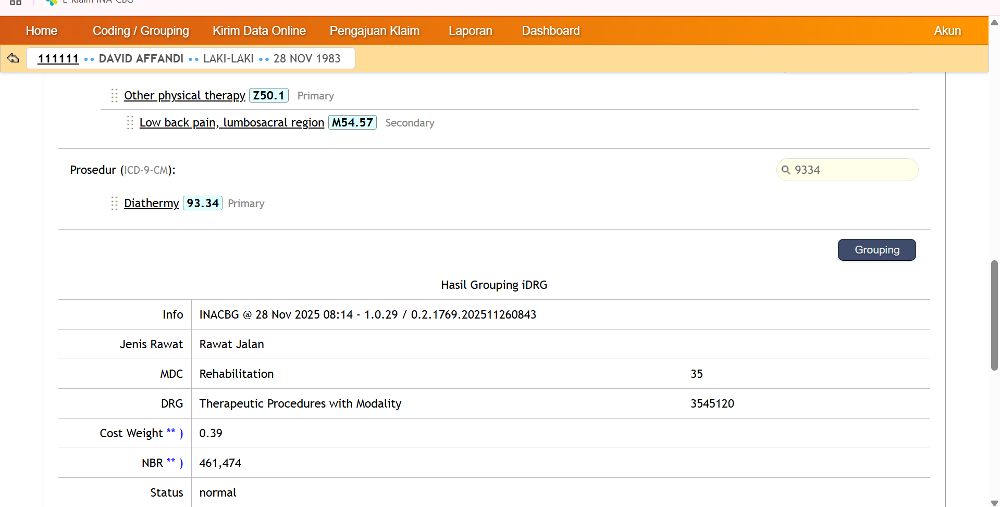 E-Klaim INA-CBG
Home Coding / Grouping Kirim Data Online Pengajuan Klaim Laporan Dashboard Akun
111111 •• DAVID AFFANDI •• LAKI-LAKI •• 28 NOV 1983
Other physical therapy Z50.1 Primary
Low back pain, lumbosacral region M54.57 Secondary
Prosedur (ICD-9-CM): 9334
Diathermy 93.34 Primary
Grouping
Hasil Grouping iDRG
Info INACBG @ 28 Nov 2025 08:14 - 1.0.29 / 0.2.1769.202511260843
Jenis Rawat Rawat Jalan
MDC Rehabilitation 35
DRG Therapeutic Procedures with Modality 3545120
Cost Weight ** ) 0.39
NBR ** ) 461,474
Status normal